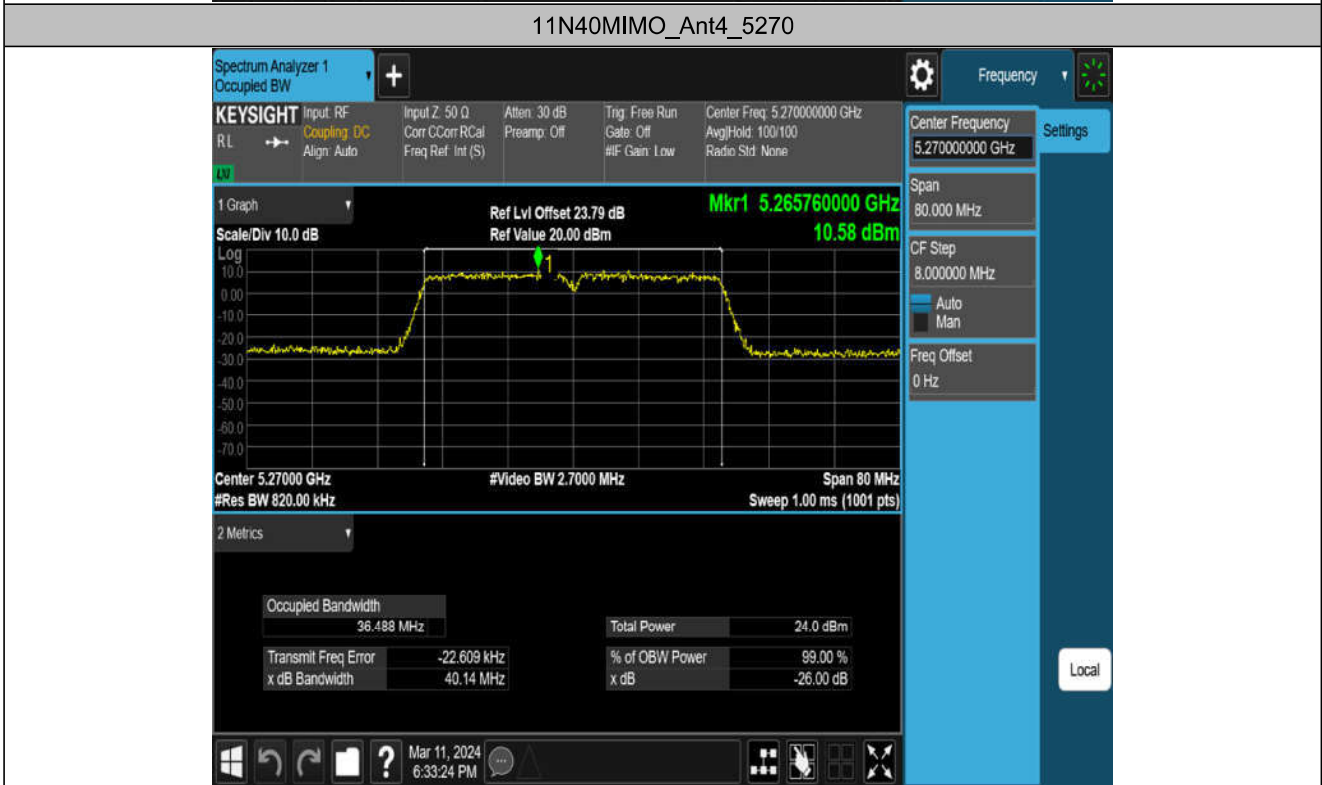 11N40MIMO_Ant4_5270
Spectrum Analyzer 1
Occupied BW
+
Frequency
KEYSIGHT
RL
LXI
Input: RF
Coupling: DC
Align: Auto
Input Z: 50 Ω
Corr CCorr RCal
Freq Ref: Int (S)
Atten: 30 dB
Preamp: Off
Trig: Free Run
Gate: Off
#IF Gain: Low
Center Freq: 5.270000000 GHz
Avg|Hold: 100/100
Radio Std: None
Center Frequency
5.270000000 GHz
Settings
Span
80.000 MHz
CF Step
8.000000 MHz
Auto
Man
Freq Offset
0 Hz
1 Graph
Scale/Div 10.0 dB
Ref Lvl Offset 23.79 dB
Ref Value 20.00 dBm
Mkr1 5.265760000 GHz
10.58 dBm
Log
10.0
0.00
-10.0
-20.0
-30.0
-40.0
-50.0
-60.0
-70.0
1
Center 5.27000 GHz
#Video BW 2.7000 MHz
Span 80 MHz
#Res BW 820.00 kHz
Sweep 1.00 ms (1001 pts)
2 Metrics
Occupied Bandwidth
36.488 MHz
Total Power 24.0 dBm
Transmit Freq Error -22.609 kHz
% of OBW Power 99.00 %
x dB Bandwidth 40.14 MHz
x dB -26.00 dB
Local
?
Mar 11, 2024
6:33:24 PM